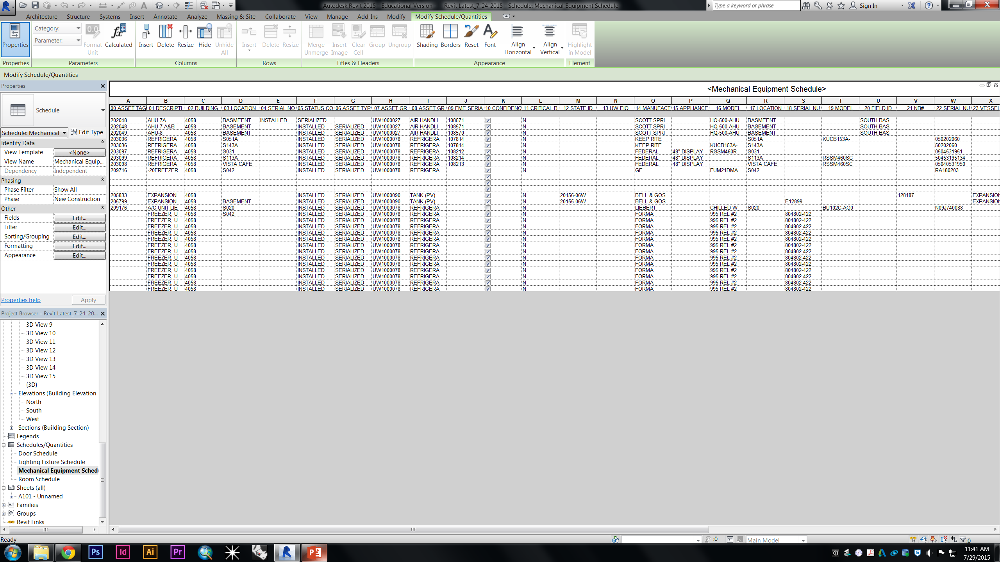 Autodesk Revit 2015 - Educational Version - Revit Latest_7-24-2015 - Schedule: Mechanical Equipment Schedule
Type a keyword or phrase
Sign In
Architecture Structure Systems Insert Annotate Analyze Massing & Site Collaborate View Manage Add-Ins Modify Modify Schedule/Quantities
Properties Category: Parameter: Format Unit Calculated Insert Delete Resize Hide Unhide All Insert Delete Resize Merge Unmerge Insert Image Clear Cell Group Ungroup Shading Borders Reset Font Align Horizontal Align Vertical Highlight in Model
Properties Parameters Columns Rows Titles & Headers Appearance Element
Modify Schedule/Quantities
Properties
Schedule
Schedule: Mechanical Edit Type
Identity Data
View Template <None>
View Name Mechanical Equip...
Dependency Independent
Phasing
Phase Filter Show All
Phase New Construction
Other
Fields Edit...
Filter Edit...
Sorting/Grouping Edit...
Formatting Edit...
Appearance Edit...
Properties help Apply
Project Browser - Revit Latest_7-24-20...
3D View 9
3D View 10
3D View 11
3D View 12
3D View 13
3D View 14
3D View 15
{3D}
Elevations (Building Elevation
North
South
West
Sections (Building Section)
Legends
Schedules/Quantities
Door Schedule
Lighting Fixture Schedule
Mechanical Equipment Sched
Room Schedule
Sheets (all)
A101 - Unnamed
Families
Groups
Revit Links
<Mechanical Equipment Schedule>
A B C D E F G H I J K L M N O P Q R S T U V W X
00 ASSET TAG 01 DESCRIPTI 02 BUILDING 03 LOCATION 04 SERIAL NO 05 STATUS CO 06 ASSET TYP 07 ASSET GR 08 ASSET GR 09 FME SERIA 10 CONFIDENC 11 CRITICAL B 12 STATE ID 13 UW EIO 14 MANUFACT 15 APPLIANCE 16 MODEL 17 LOCATION 18 SERIAL NU 19 MODEL 20 FIELD ID 21 NB# 22 SERIAL NU 23 VESSEL
202048 AHU 7A 4058 BASMEENT INSTALLED SERIALIZED UW1000027 AIR HANDLI 108571 N SCOTT SPRI HQ-500-AHU BASMEENT SOUTH BAS
202048 AHU-7 A&B 4058 BASEMENT INSTALLED SERIALIZED UW1000027 AIR HANDLI 108571 N SCOTT SPRI HQ-500-AHU BASEMENT SOUTH BAS
202049 AHU-8 4058 BASEMENT INSTALLED SERIALIZED UW1000027 AIR HANDLI 108570 N SCOTT SPRI HQ-500-AHU BASEMENT SOUTH BAS
203036 REFRIGERA 4058 S051A INSTALLED SERIALIZED UW1000078 REFRIGERA 107814 N KEEP RITE S051A KUCB153A- 050202060
203036 REFRIGERA 4058 S143A INSTALLED SERIALIZED UW1000078 REFRIGERA 107814 N KEEP RITE KUCB153A- S143A 50202060
203097 REFRIGERA 4058 S031 INSTALLED SERIALIZED UW1000078 REFRIGERA 108212 N FEDERAL 48" DISPLAY RSSM460R S031 0504531951
203099 REFRIGERA 4058 S113A INSTALLED SERIALIZED UW1000078 REFRIGERA 108214 N FEDERAL 48" DISPLAY S113A RSSM460SC 50453195134
203098 REFRIGERA 4058 VISTA CAFE INSTALLED SERIALIZED UW1000078 REFRIGERA 108213 N FEDERAL 48" DISPLAY VISTA CAFE RSSM460SC 05040531950
209716 -20FREEZER 4058 S042 INSTALLED SERIALIZED UW1000078 REFRIGERA N GE FUM21DMA S042 RA180203
205833 EXPANSION 4058 INSTALLED SERIALIZED UW1000090 TANK (PV) N 20156-06W BELL & GOS 128187 EXPANSION
205799 EXPANSION 4058 BASEMENT INSTALLED SERIALIZED UW1000090 TANK (PV) N 20155-06W BELL & GOS E12899 EXPANSION
209176 A/C UNIT LIE 4058 S020 INSTALLED SERIALIZED UW1000078 REFRIGERA N LIEBERT CHILLED W S020 BU102C-AG0 N09J740088
FREEZER, U 4058 S042 INSTALLED SERIALIZED UW1000078 REFRIGERA N FORMA 995 REL #2 804802-422
FREEZER, U 4058 INSTALLED SERIALIZED UW1000078 REFRIGERA N FORMA 995 REL #2 804802-422
FREEZER, U 4058 INSTALLED SERIALIZED UW1000078 REFRIGERA N FORMA 995 REL #2 804802-422
FREEZER, U 4058 INSTALLED SERIALIZED UW1000078 REFRIGERA N FORMA 995 REL #2 804802-422
FREEZER, U 4058 INSTALLED SERIALIZED UW1000078 REFRIGERA N FORMA 995 REL #2 804802-422
FREEZER, U 4058 INSTALLED SERIALIZED UW1000078 REFRIGERA N FORMA 995 REL #2 804802-422
FREEZER, U 4058 INSTALLED SERIALIZED UW1000078 REFRIGERA N FORMA 995 REL #2 804802-422
FREEZER, U 4058 INSTALLED SERIALIZED UW1000078 REFRIGERA N FORMA 995 REL #2 804802-422
FREEZER, U 4058 INSTALLED SERIALIZED UW1000078 REFRIGERA N FORMA 995 REL #2 804802-422
FREEZER, U 4058 INSTALLED SERIALIZED UW1000078 REFRIGERA N FORMA 995 REL #2 804802-422
FREEZER, U 4058 INSTALLED SERIALIZED UW1000078 REFRIGERA N FORMA 995 REL #2 804802-422
FREEZER, U 4058 INSTALLED SERIALIZED UW1000078 REFRIGERA N FORMA 995 REL #2 804802-422
FREEZER, U 4058 INSTALLED SERIALIZED UW1000078 REFRIGERA N FORMA 995 REL #2 804802-422
Ready :0 Main Model :0
Ps Id Ai Pr
11:41 AM
7/29/2015